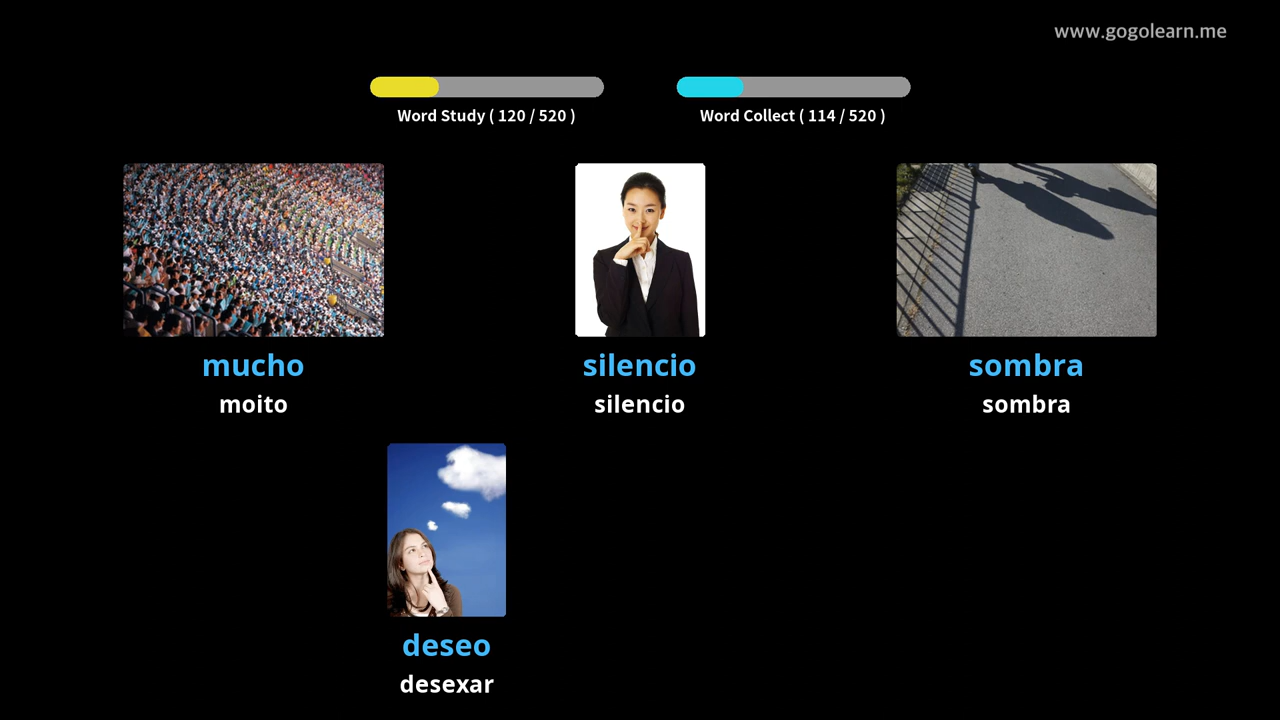 www.gogolearn.me
Word Study ( 120 / 520 )
Word Collect ( 114 / 520 )
mucho
moito
silencio
silencio
sombra
sombra
deseo
desexar